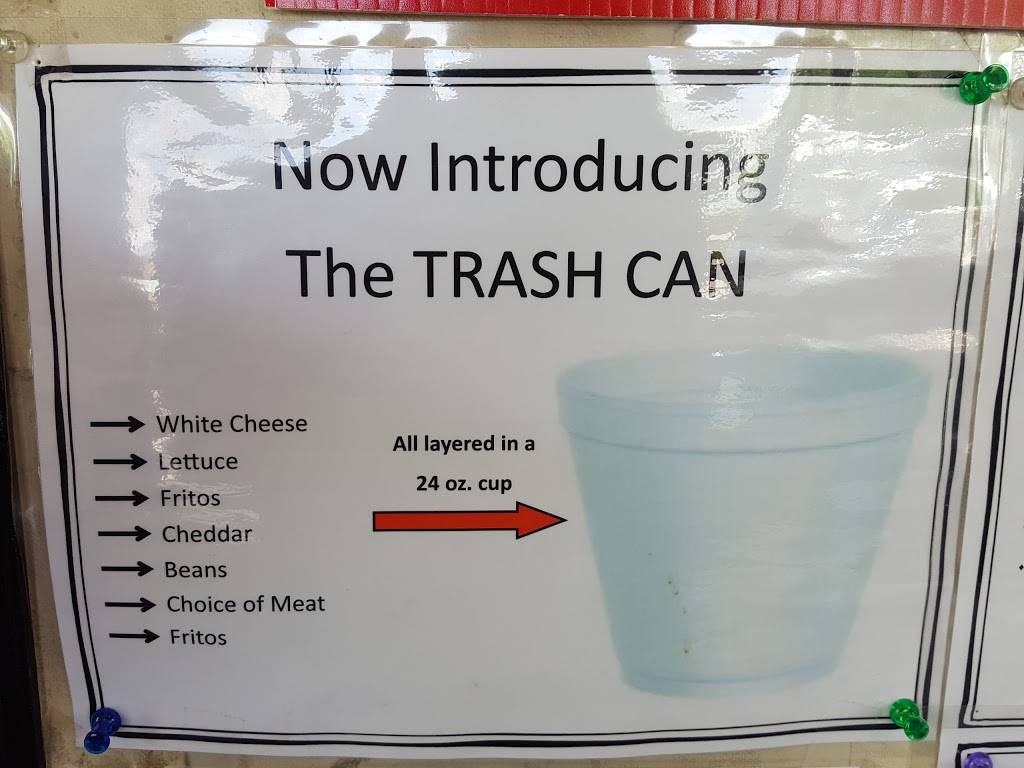 Now Introducing
The TRASH CAN
White Cheese
Lettuce
Fritos
Cheddar
Beans
Choice of Meat
Fritos
All layered in a
24 oz. cup